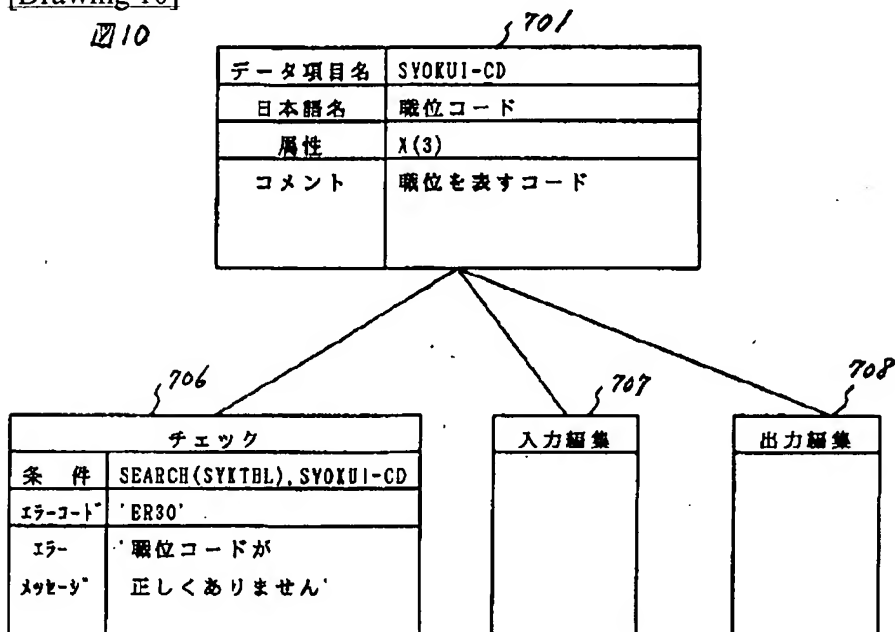 [Drawing 10]
図10
701
データ項目名 SYOKUI-CD
日本語名 職位コード
属性 X(3)
コメント 職位を表すコード
706
チェック
条件 SEARCH(SYKTBL),SYOKUI-CD
エラーコード 'ER30'
エラー '職位コードが
メッセージ 正しくありません'
707
入力編集
708
出力編集